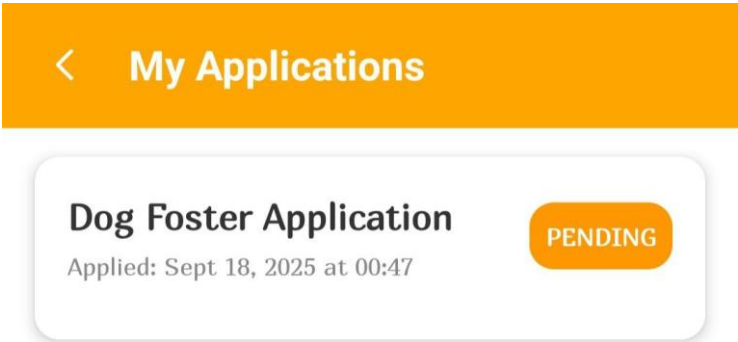 My Applications
Dog Foster Application
PENDING
Applied: Sept 18, 2025 at 00:47